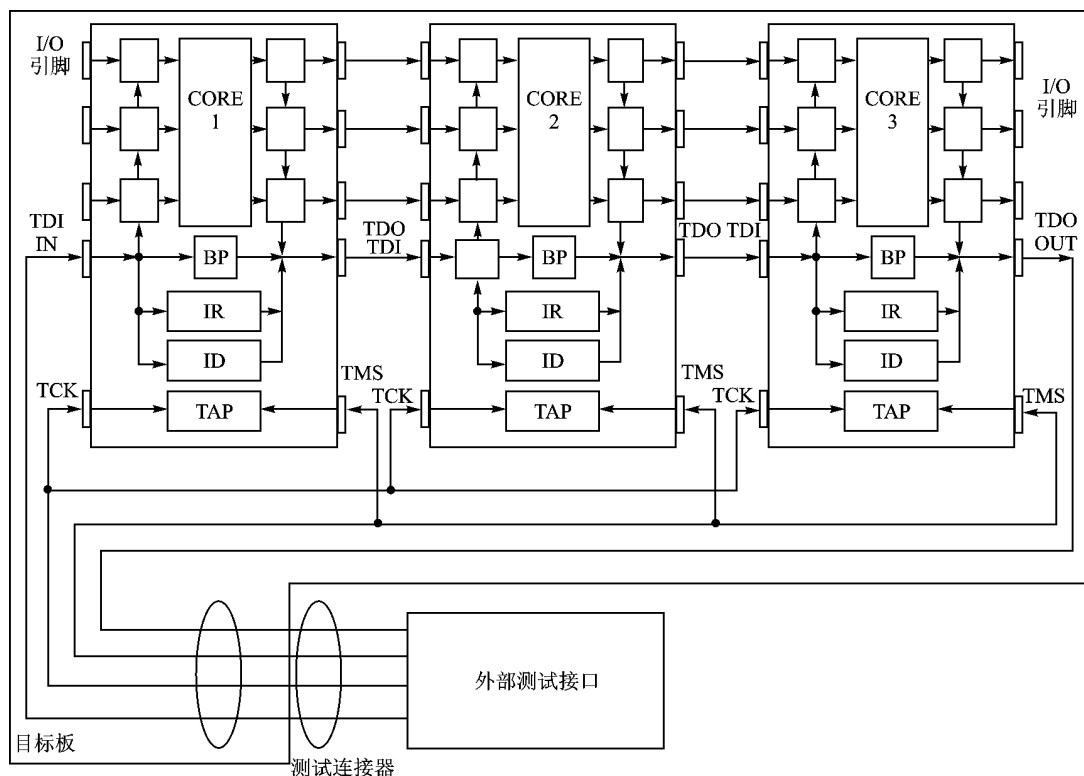 I/O
引脚
CORE
1
CORE
2
CORE
3
I/O
引脚
TDI
IN
TDO
TDI
TDO TDI
TDO
OUT
BP
BP
BP
IR
IR
IR
ID
ID
ID
TCK
TMS
TCK
TMS
TCK
TMS
TAP
TAP
TAP
外部测试接口
目标板
测试连接器